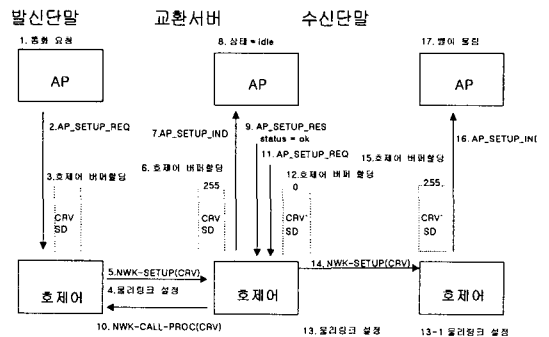 발신단말
교환서버
수신단말
1. 통화 요청
8. 상태 = idle
17. 벨이 울림
AP
AP
AP
2.AP_SETUP_REQ
7.AP_SETUP_IND
9. AP_SETUP_RES
status = ok
11.AP_SETUP_REQ
16.AP_SETUP_IND
3.호제어 버퍼할당
6. 호제어 버퍼할당
12.호제어 버퍼 할당
15.호제어 버퍼할당
255
0
255
CRV
SD
CRV
SD
CRV'
SD
CRV'
SD
5.NWK-SETUP(CRV)
14.NWK-SETUP(CRV)
호제어
4.물리링크 설정
호제어
호제어
10. NWK-CALL-PROC(CRV)
13.물리링크 설정
13-1 물리링크 설정